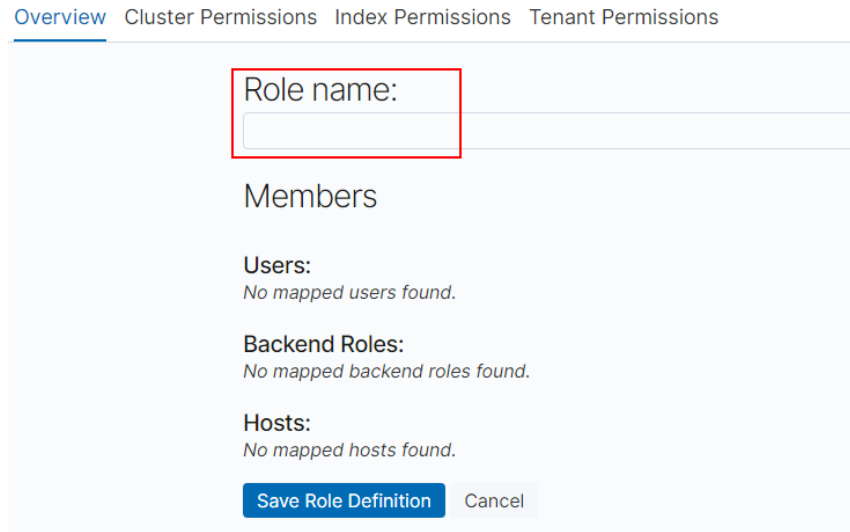 Overview Cluster Permissions Index Permissions Tenant Permissions
Role name:
Members
Users:
No mapped users found.
Backend Roles:
No mapped backend roles found.
Hosts:
No mapped hosts found.
Save Role Definition Cancel